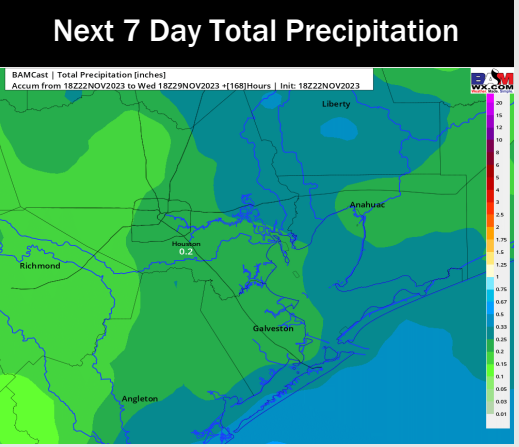 Next 7 Day Total Precipitation
BAMCast | Total Precipitation [inches]
Accum from 18Z22NOV2023 to Wed 18Z29NOV2023 +[168]Hours | Init: 18Z22NOV2023
BAM
WX.COM
Liberty
Anahuac
Houston
0.2
Richmond
Galveston
Angleton
20
15
12
10
8
6
5
4
3
2.5
2
1.75
1.5
1.25
1
0.75
0.67
0.5
0.33
0.25
0.2
0.15
0.1
0.05
0.03
0.01